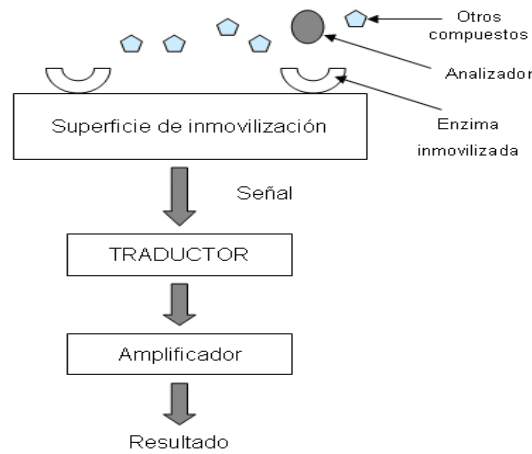 Otros
compuestos
Analizador
Enzima
inmovilizada
Superficie de inmovilización
Señal
TRADUCTOR
Amplificador
Resultado